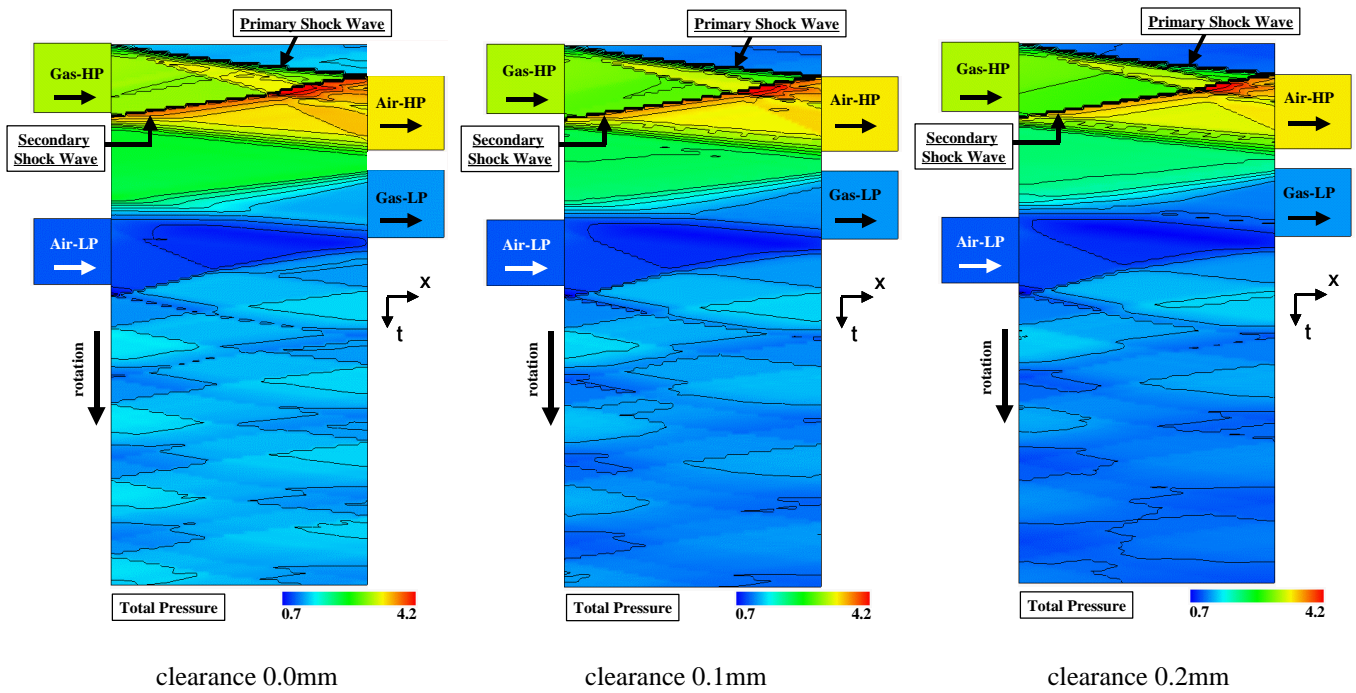 Primary Shock Wave
Gas-HP
Air-HP
Secondary
Shock Wave
Gas-LP
Air-LP
x
t
rotation
Total Pressure
0.7
4.2
clearance 0.0mm
Primary Shock Wave
Gas-HP
Air-HP
Secondary
Shock Wave
Gas-LP
Air-LP
x
t
rotation
Total Pressure
0.7
4.2
clearance 0.1mm
Primary Shock Wave
Gas-HP
Air-HP
Secondary
Shock Wave
Gas-LP
Air-LP
x
t
rotation
Total Pressure
0.7
4.2
clearance 0.2mm